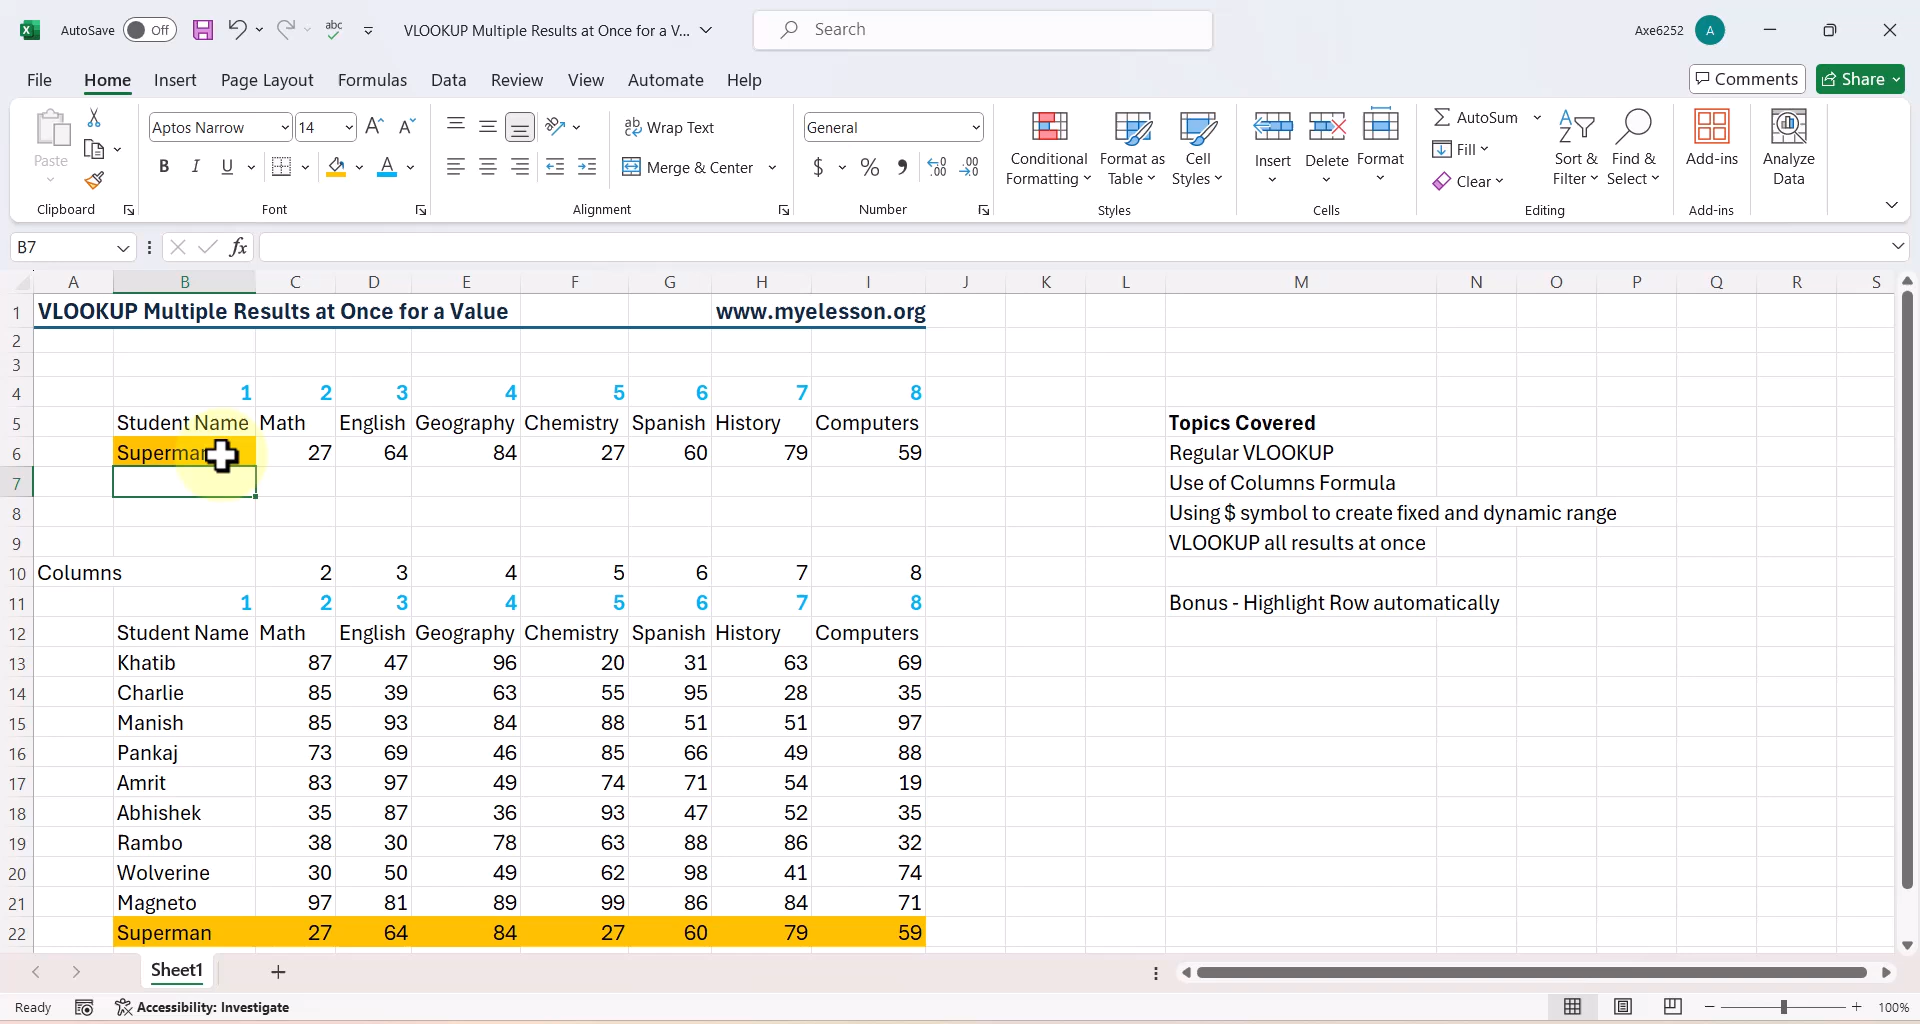 AutoSave Off abc VLOOKUP Multiple Results at Once for a V... Search Axe6252 A
File Home Insert Page Layout Formulas Data Review View Automate Help Comments Share
Paste Aptos Narrow 14 A A ab Wrap Text General Conditional Formatting Format as Table Cell Styles Insert Delete Format AutoSum Sort & Filter Find & Select Add-ins Analyze Data
B I U A Merge & Center $ % Fill Clear
Clipboard Font Alignment Number Styles Cells Editing Add-ins
B7 fx
A B C D E F G H I J K L M N O P Q R S
1 VLOOKUP Multiple Results at Once for a Value www.myelesson.org
2
3
4 1 2 3 4 5 6 7 8
5 Student Name Math English Geography Chemistry Spanish History Computers Topics Covered
6 Superman 27 64 84 27 60 79 59 Regular VLOOKUP
7 Use of Columns Formula
8 Using $ symbol to create fixed and dynamic range
9 VLOOKUP all results at once
10 Columns 2 3 4 5 6 7 8
11 1 2 3 4 5 6 7 8 Bonus - Highlight Row automatically
12 Student Name Math English Geography Chemistry Spanish History Computers
13 Khatib 87 47 96 20 31 63 69
14 Charlie 85 39 63 55 95 28 35
15 Manish 85 93 84 88 51 51 97
16 Pankaj 73 69 46 85 66 49 88
17 Amrit 83 97 49 74 71 54 19
18 Abhishek 35 87 36 93 47 52 35
19 Rambo 38 30 78 63 88 86 32
20 Wolverine 30 50 49 62 98 41 74
21 Magneto 97 81 89 99 86 84 71
22 Superman 27 64 84 27 60 79 59
Sheet1
Ready Accessibility: Investigate 100%